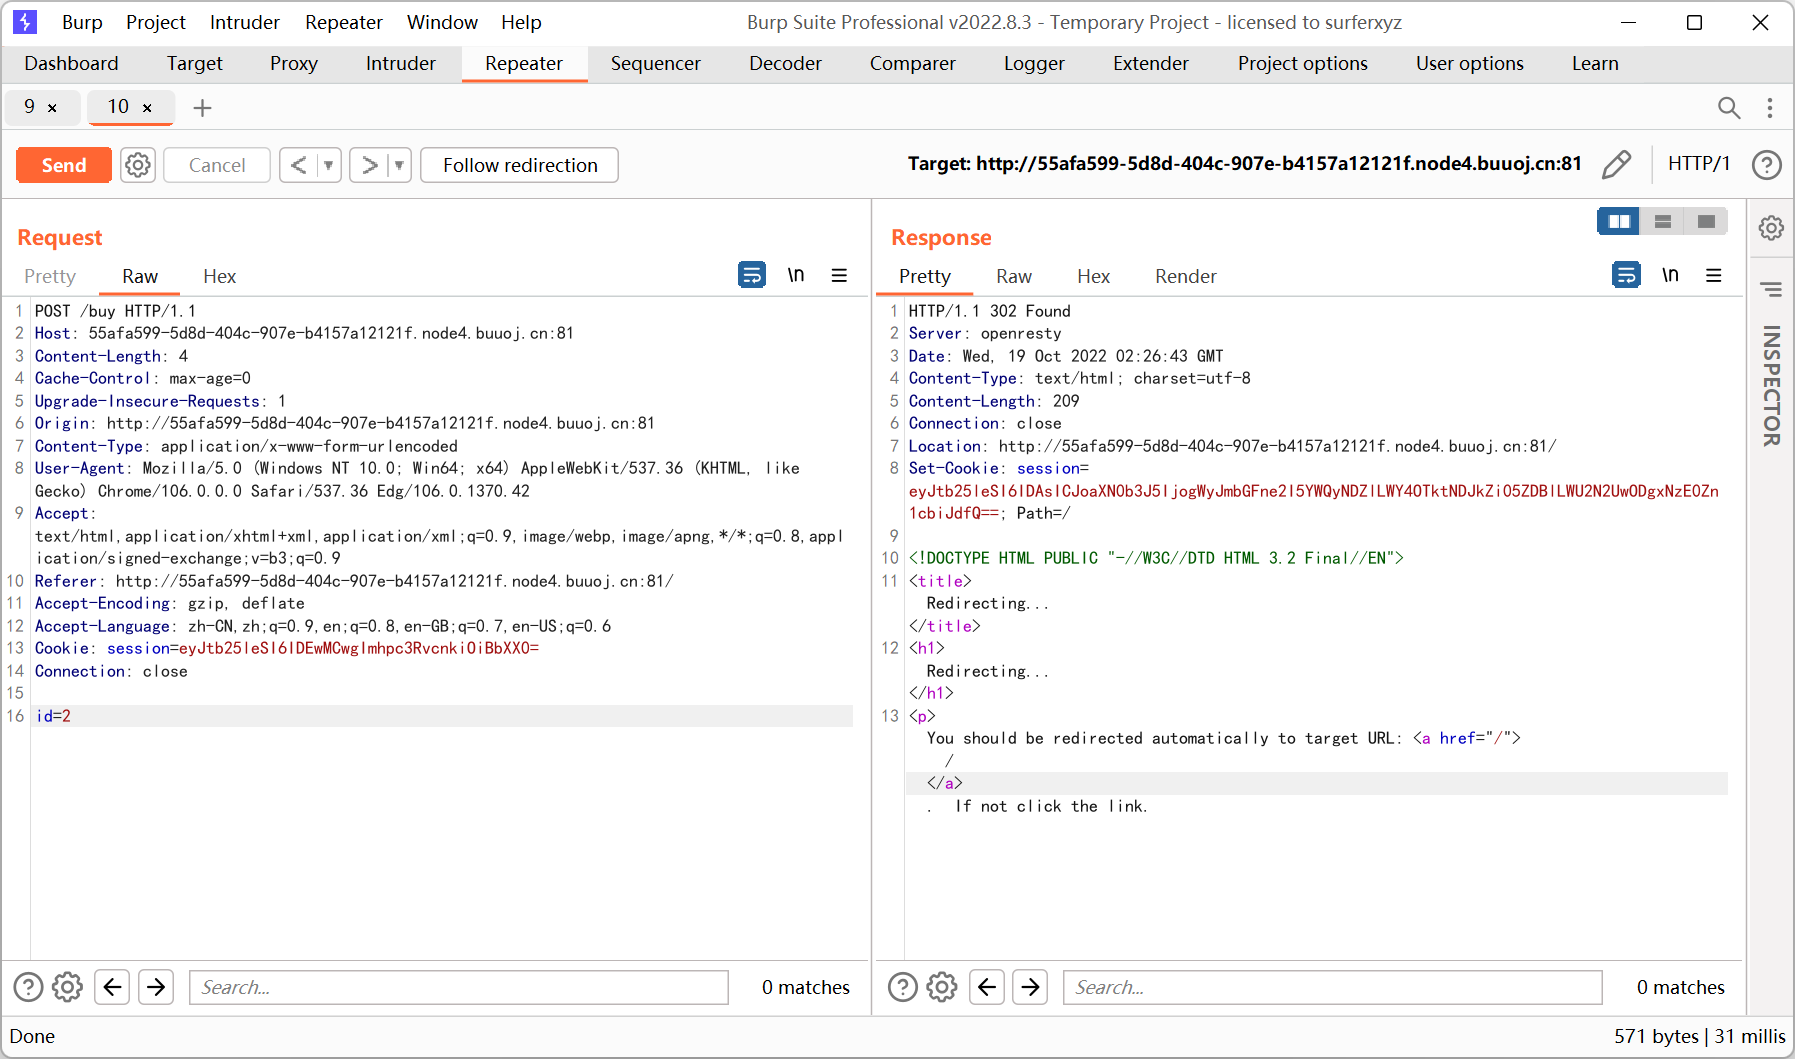 Burp Project Intruder Repeater Window Help Burp Suite Professional v2022.8.3 - Temporary Project - licensed to surferxyz
Dashboard Target Proxy Intruder Repeater Sequencer Decoder Comparer Logger Extender Project options User options Learn
9 × 10 × +
Send Cancel < > Follow redirection Target: http://55afa599-5d8d-404c-907e-b4157a12121f.node4.buuoj.cn:81 HTTP/1
Request
Pretty Raw Hex \n
1 POST /buy HTTP/1.1
2 Host: 55afa599-5d8d-404c-907e-b4157a12121f.node4.buuoj.cn:81
3 Content-Length: 4
4 Cache-Control: max-age=0
5 Upgrade-Insecure-Requests: 1
6 Origin: http://55afa599-5d8d-404c-907e-b4157a12121f.node4.buuoj.cn:81
7 Content-Type: application/x-www-form-urlencoded
8 User-Agent: Mozilla/5.0 (Windows NT 10.0; Win64; x64) AppleWebKit/537.36 (KHTML, like
Gecko) Chrome/106.0.0.0 Safari/537.36 Edg/106.0.1370.42
9 Accept:
text/html,application/xhtml+xml,application/xml;q=0.9,image/webp,image/apng,*/*;q=0.8,appl
ication/signed-exchange;v=b3;q=0.9
10 Referer: http://55afa599-5d8d-404c-907e-b4157a12121f.node4.buuoj.cn:81/
11 Accept-Encoding: gzip, deflate
12 Accept-Language: zh-CN,zh;q=0.9,en;q=0.8,en-GB;q=0.7,en-US;q=0.6
13 Cookie: session=eyJtb25leSI6IDEwMCwgImhpc3RvcnkiOiBbXX0=
14 Connection: close
15
16 id=2
Search... 0 matches
Response
Pretty Raw Hex Render \n
1 HTTP/1.1 302 Found
2 Server: openresty
3 Date: Wed, 19 Oct 2022 02:26:43 GMT
4 Content-Type: text/html; charset=utf-8
5 Content-Length: 209
6 Connection: close
7 Location: http://55afa599-5d8d-404c-907e-b4157a12121f.node4.buuoj.cn:81/
8 Set-Cookie: session=
eyJtb25leSI6IDAsICJoaXN0b3J5IjogWyJmbGFne2I5YWQyNDZlLWY4OTktNDJkZi05ZDBlLWU2N2UwODgxNzE0Zn
1cbiJdfQ==; Path=/
9
10 <!DOCTYPE HTML PUBLIC "-//W3C//DTD HTML 3.2 Final//EN">
11 <title>
Redirecting...
</title>
12 <h1>
Redirecting...
</h1>
13 <p>
You should be redirected automatically to target URL: <a href="/">
/
</a>
. If not click the link.
Search... 0 matches
INSPECTOR
Done 571 bytes | 31 millis